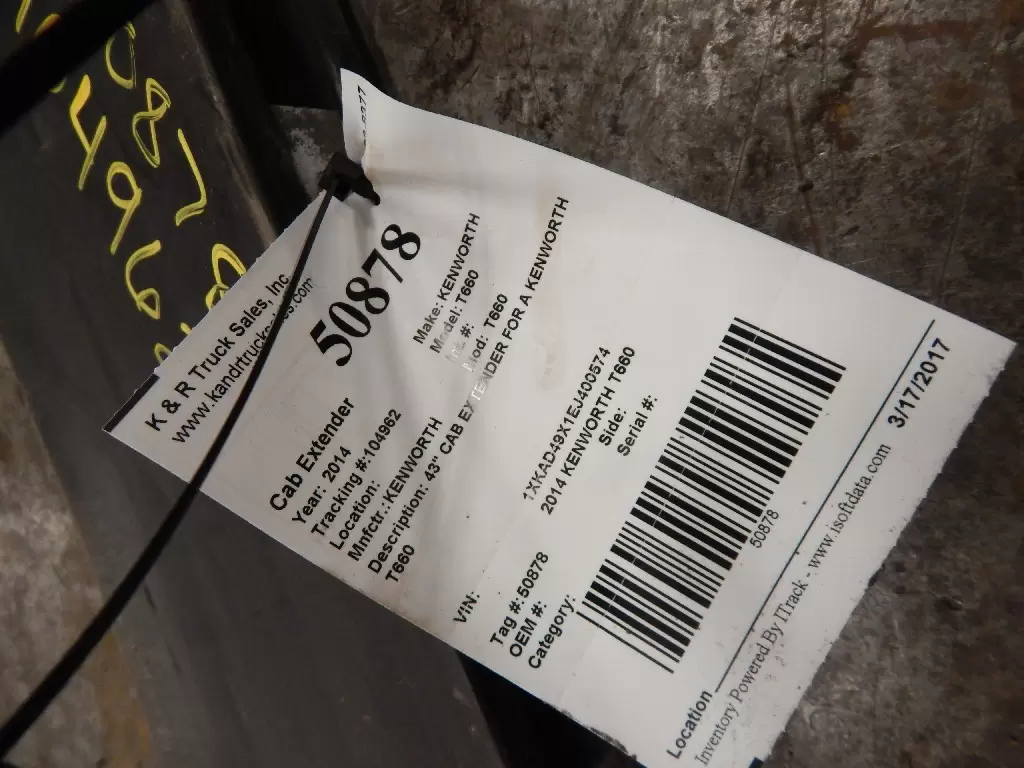 K & R Truck Sales, Inc
50878
Cab Extender
Year: 2014
Make: KENWORTH
Tracking #:104962
Model: T660
Location:
Mnfctr.:KENWORTH
Mod: T660
Description: 43" CAB EXTENDER FOR A KENWORTH
T660
VIN:
1XKAD49X1EJ400574
2014 KENWORTH T660
Tag #:50878
Side:
OEM #:
Serial #:
Category:
50878
Location
3/17/2017
Inventory Powered By ITrack - www.isoftdata.com